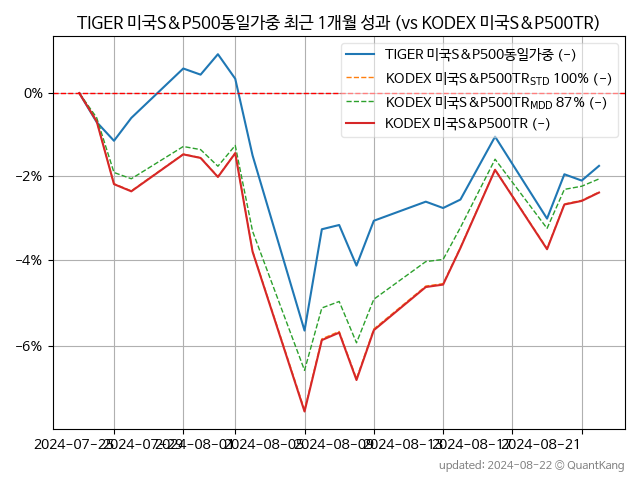 TIGER 미국S&P500동일가중 최근 1개월 성과 (vs KODEX 미국S&P500TR)
TIGER 미국S&P500동일가중 (-)
KODEX 미국S&P500TRSTD 100% (-)
KODEX 미국S&P500TRMDD 87% (-)
KODEX 미국S&P500TR (-)
0%
−2%
−4%
−6%
2024-07-25 2024-07-29 2024-08-01 2024-08-05 2024-08-09 2024-08-13 2024-08-17 2024-08-21
updated: 2024-08-22 © QuantKang